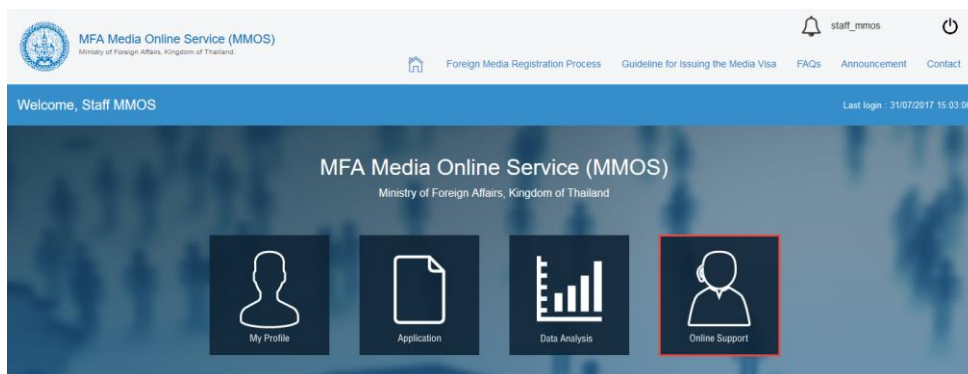 MFA Media Online Service (MMOS)
Ministry of Foreign Affairs, Kingdom of Thailand.
staff_mmos
Foreign Media Registration Process
Guideline for Issuing the Media Visa
FAQs
Announcement
Contact
Welcome, Staff MMOS
Last login : 31/07/2017 15:03:06
MFA Media Online Service (MMOS)
Ministry of Foreign Affairs, Kingdom of Thailand
My Profile
Application
Data Analysis
Online Support